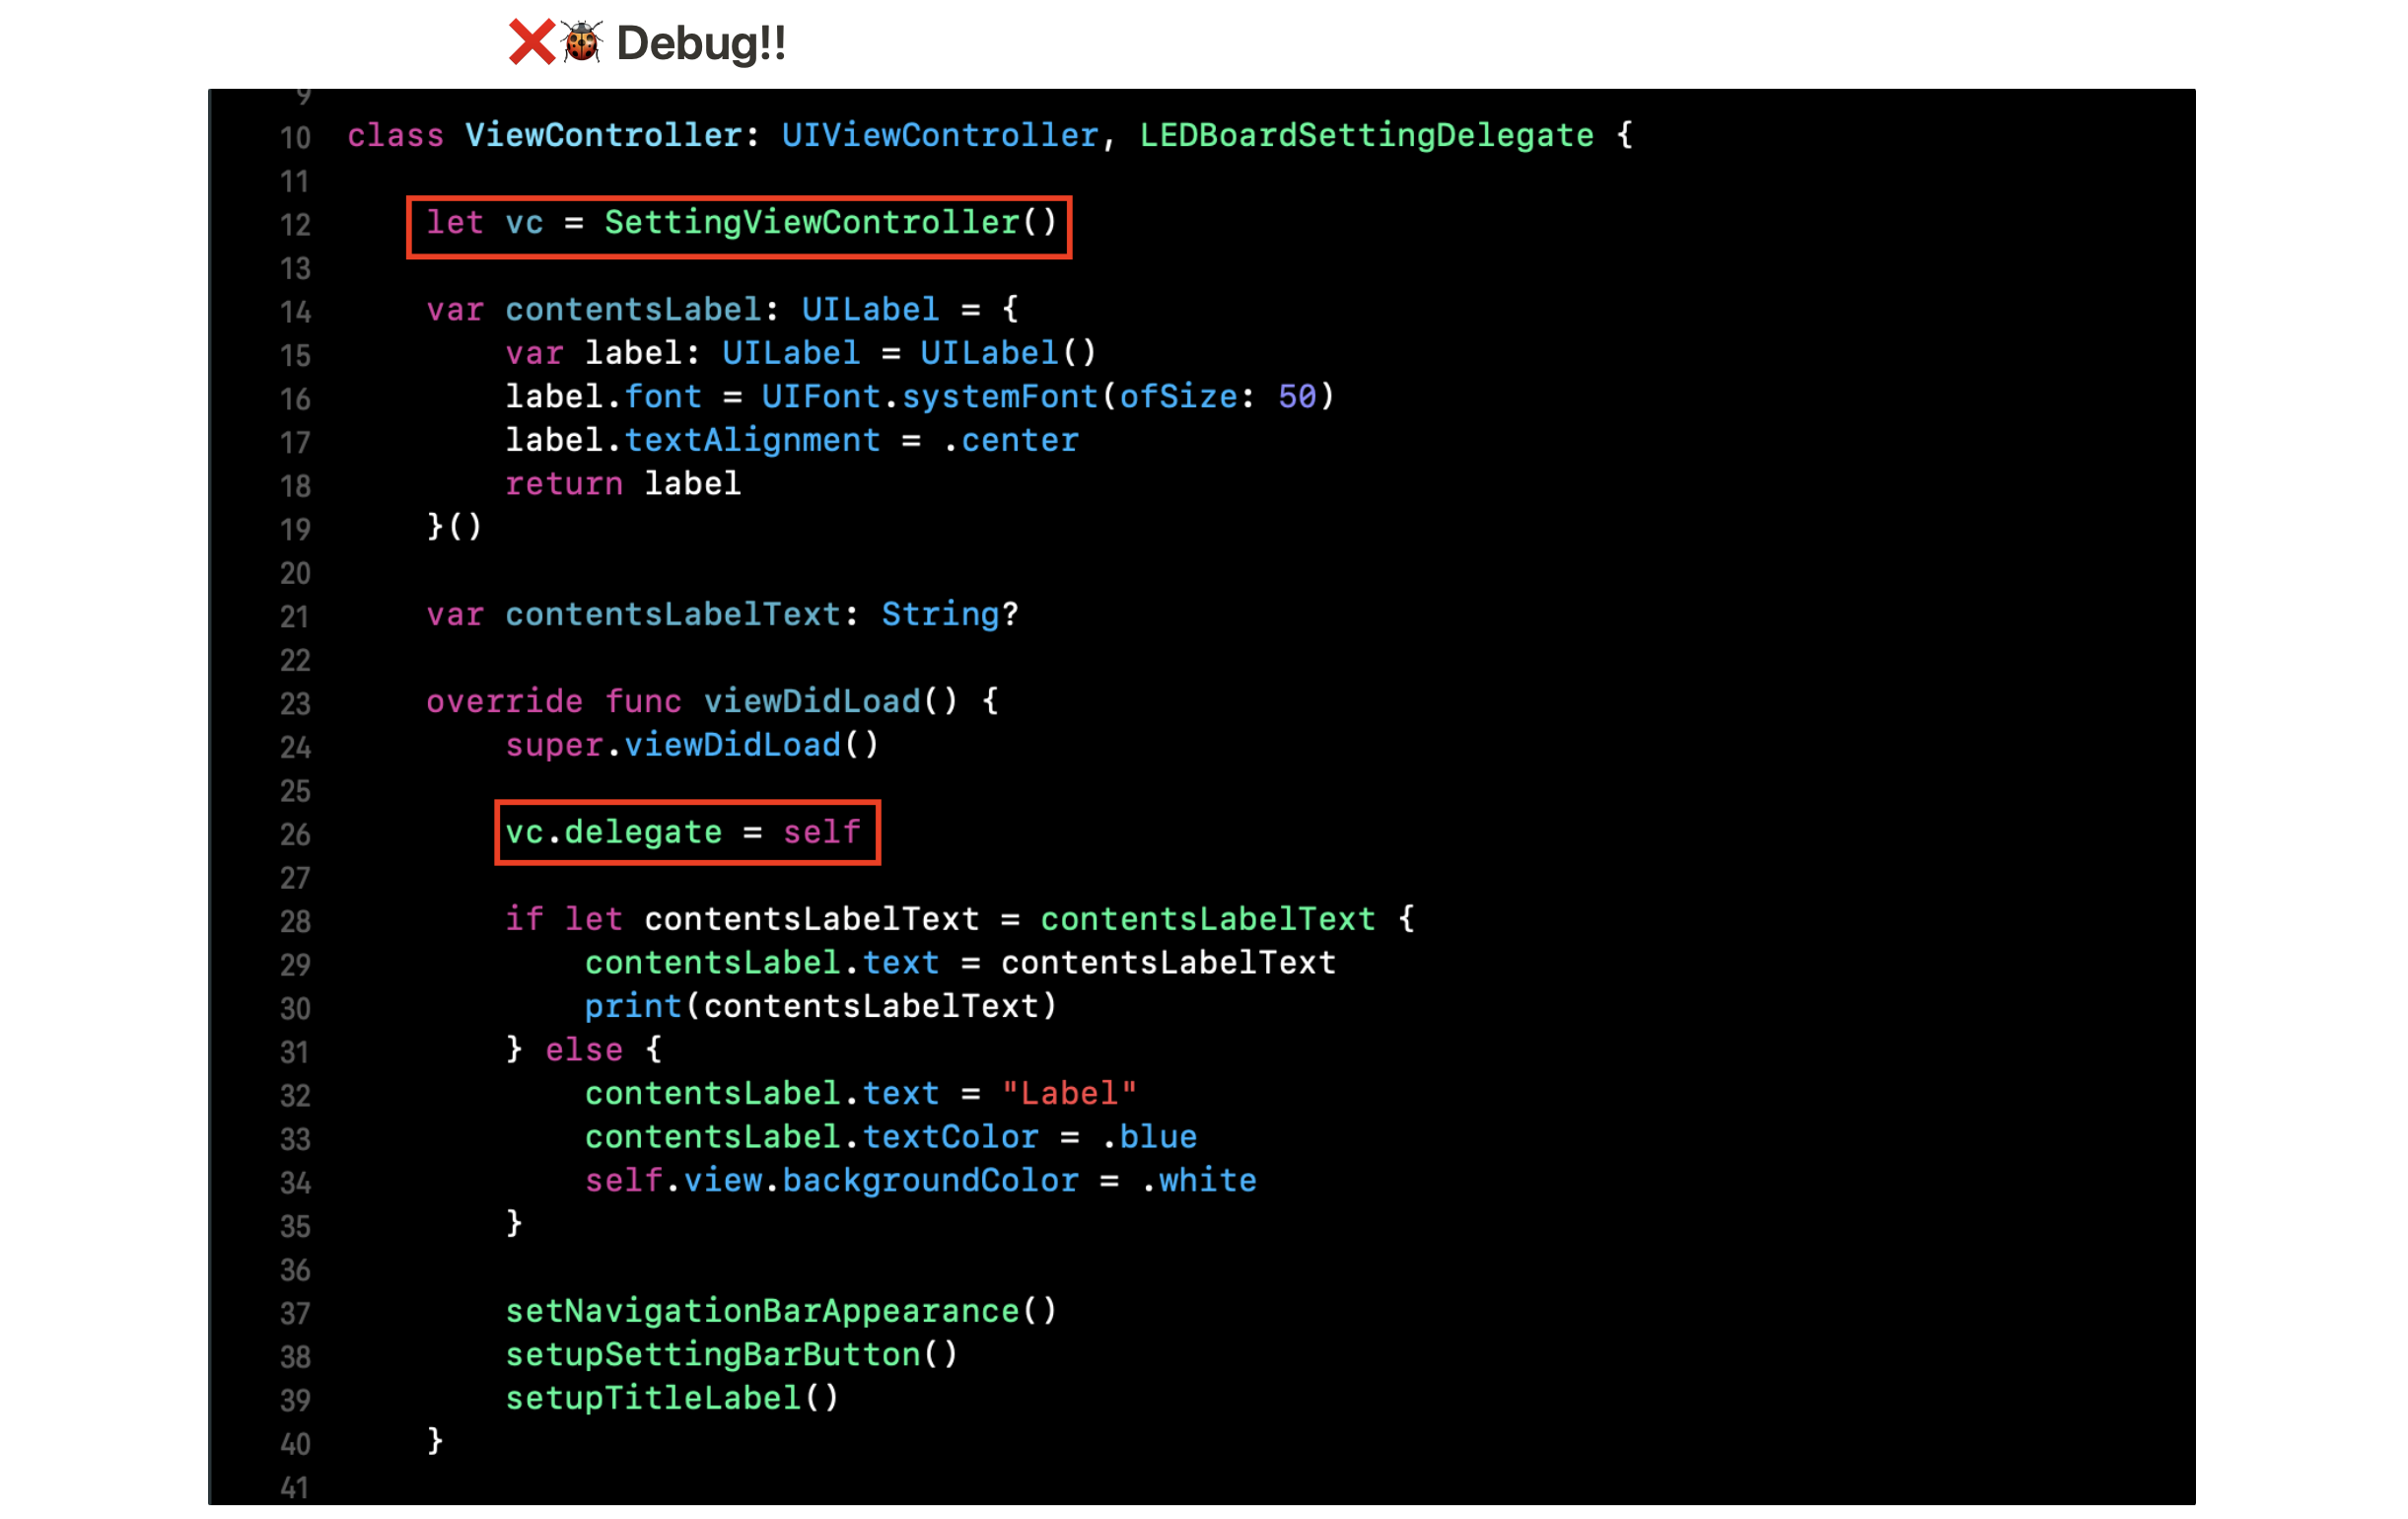 ❌🐞 Debug!!
9
10 class ViewController: UIViewController, LEDBoardSettingDelegate {
11
12     let vc = SettingViewController()
13
14     var contentsLabel: UILabel = {
15         var label: UILabel = UILabel()
16         label.font = UIFont.systemFont(ofSize: 50)
17         label.textAlignment = .center
18         return label
19     }()
20
21     var contentsLabelText: String?
22
23     override func viewDidLoad() {
24         super.viewDidLoad()
25
26         vc.delegate = self
27
28         if let contentsLabelText = contentsLabelText {
29             contentsLabel.text = contentsLabelText
30             print(contentsLabelText)
31         } else {
32             contentsLabel.text = "Label"
33             contentsLabel.textColor = .blue
34             self.view.backgroundColor = .white
35         }
36
37         setNavigationBarAppearance()
38         setupSettingBarButton()
39         setupTitleLabel()
40     }
41